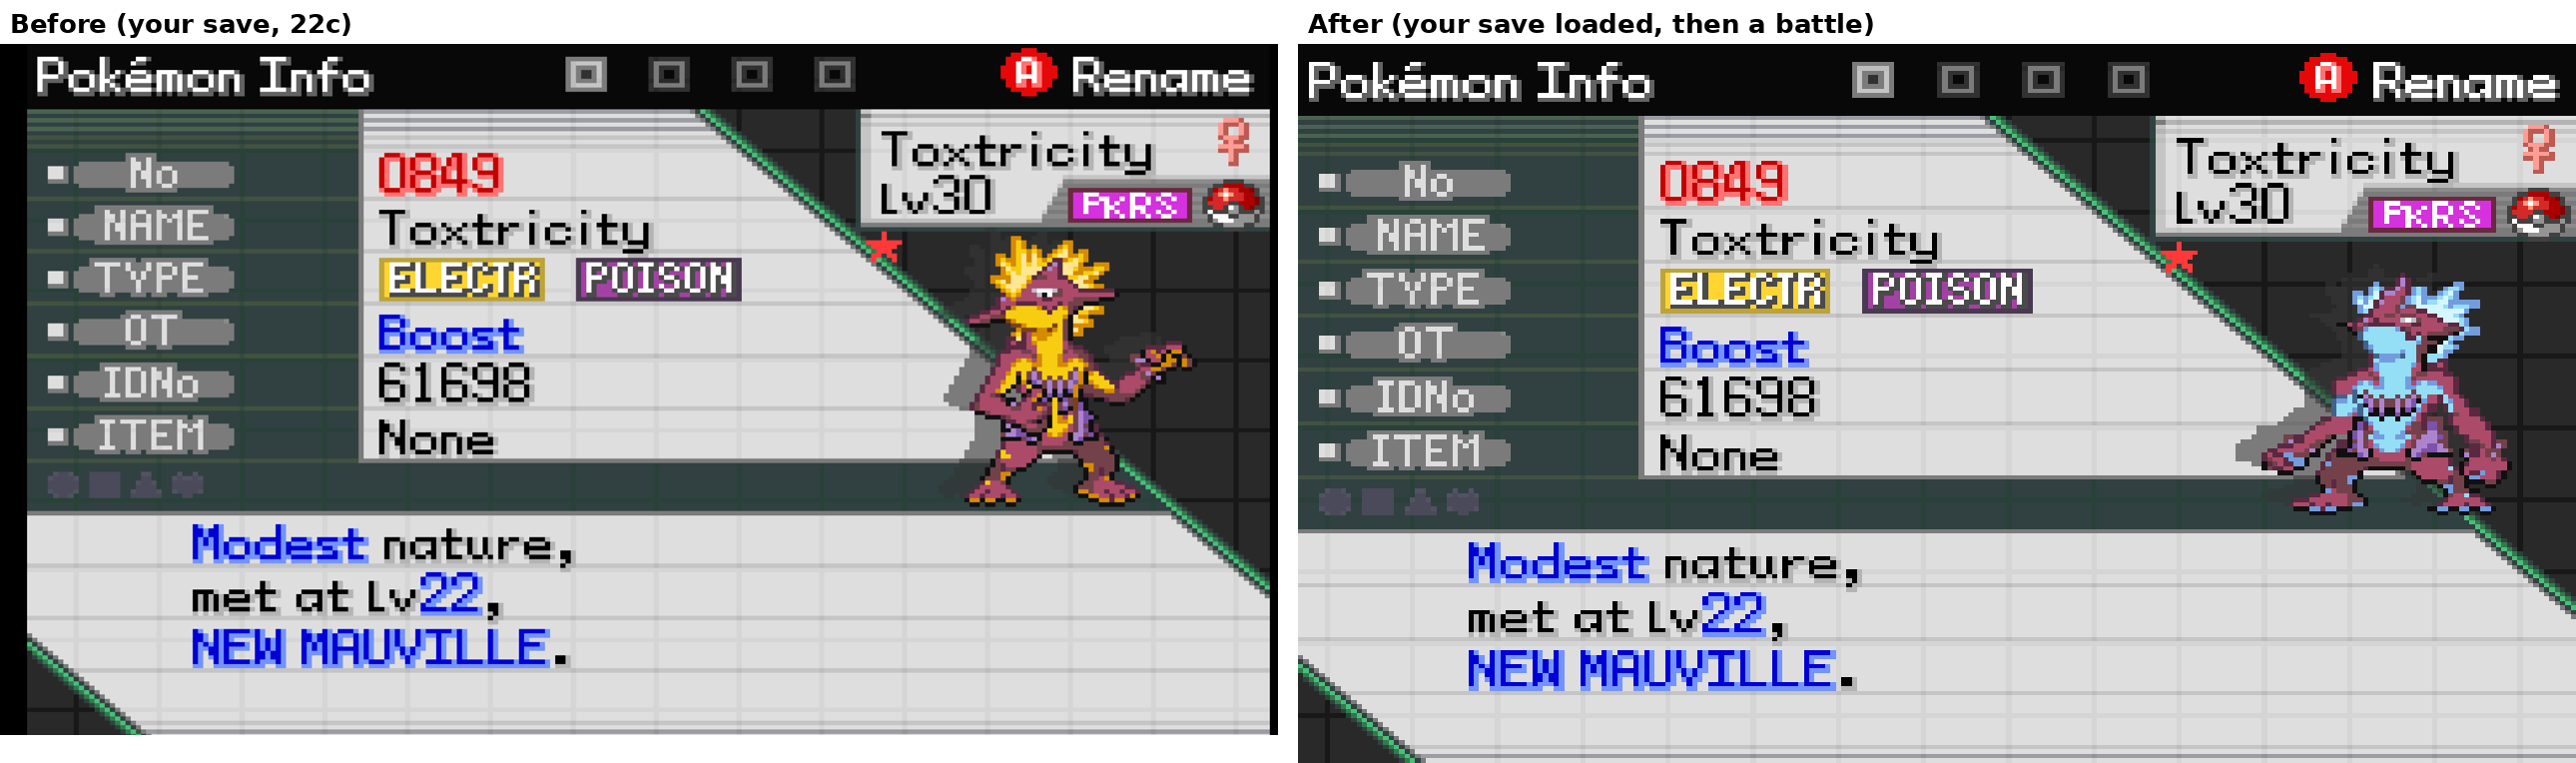 Before (your save, 22c)
Pokémon Info
A Rename
No 0849
NAME Toxtricity
TYPE ELECTR POISON
OT Boost
IDNo 61698
ITEM None
Toxtricity ♀
Lv30 PKRS
Modest nature,
met at Lv22,
NEW MAUVILLE.
After (your save loaded, then a battle)
Pokémon Info
A Rename
No 0849
NAME Toxtricity
TYPE ELECTR POISON
OT Boost
IDNo 61698
ITEM None
Toxtricity ♀
Lv30 PKRS
Modest nature,
met at Lv22,
NEW MAUVILLE.